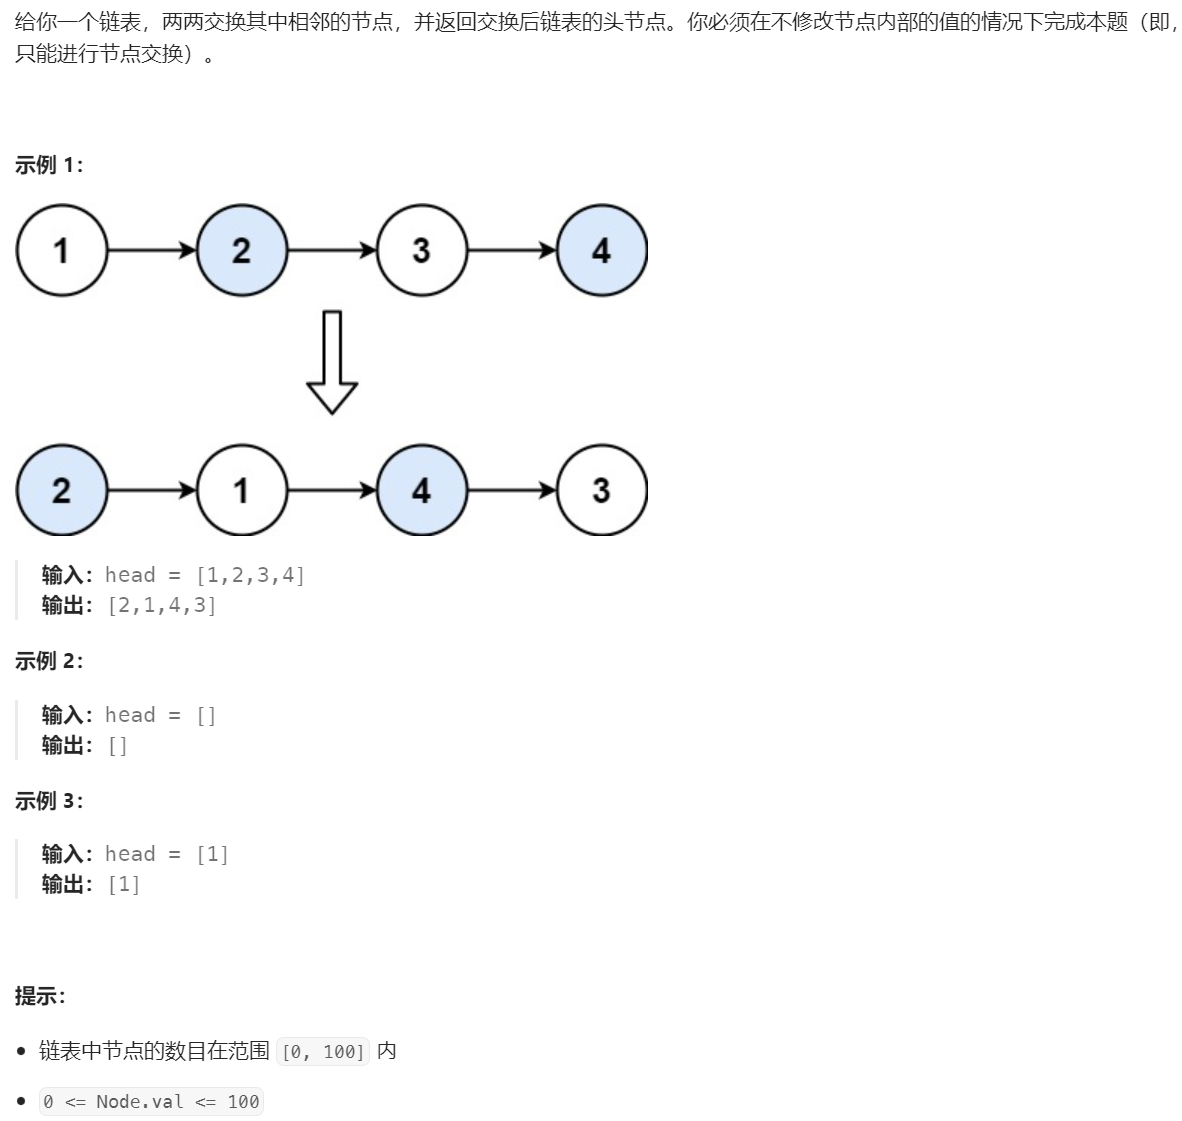 给你一个链表，两两交换其中相邻的节点，并返回交换后链表的头节点。你必须在不修改节点内部的值的情况下完成本题（即，
只能进行节点交换）。
示例 1：
1 2 3 4
2 1 4 3
输入：head = [1,2,3,4]
输出：[2,1,4,3]
示例 2：
输入：head = []
输出：[]
示例 3：
输入：head = [1]
输出：[1]
提示：
• 链表中节点的数目在范围 [0, 100] 内
• 0 <= Node.val <= 100